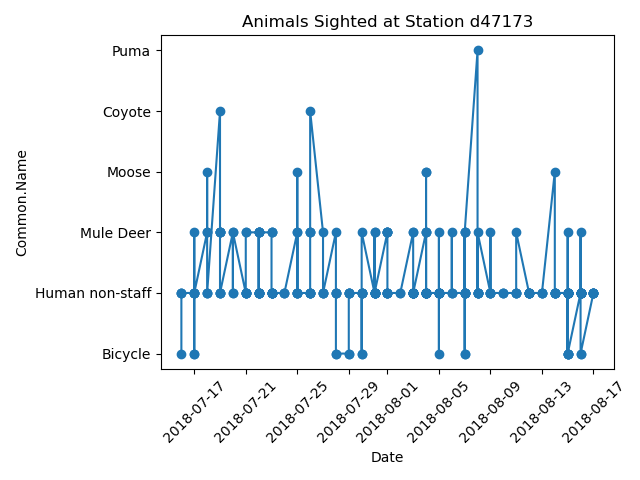 Animals Sighted at Station d47173
Puma
Coyote
Moose
Mule Deer
Human non-staff
Bicycle
Common.Name
2018-07-17
2018-07-21
2018-07-25
2018-07-29
2018-08-01
2018-08-05
2018-08-09
2018-08-13
2018-08-17
Date